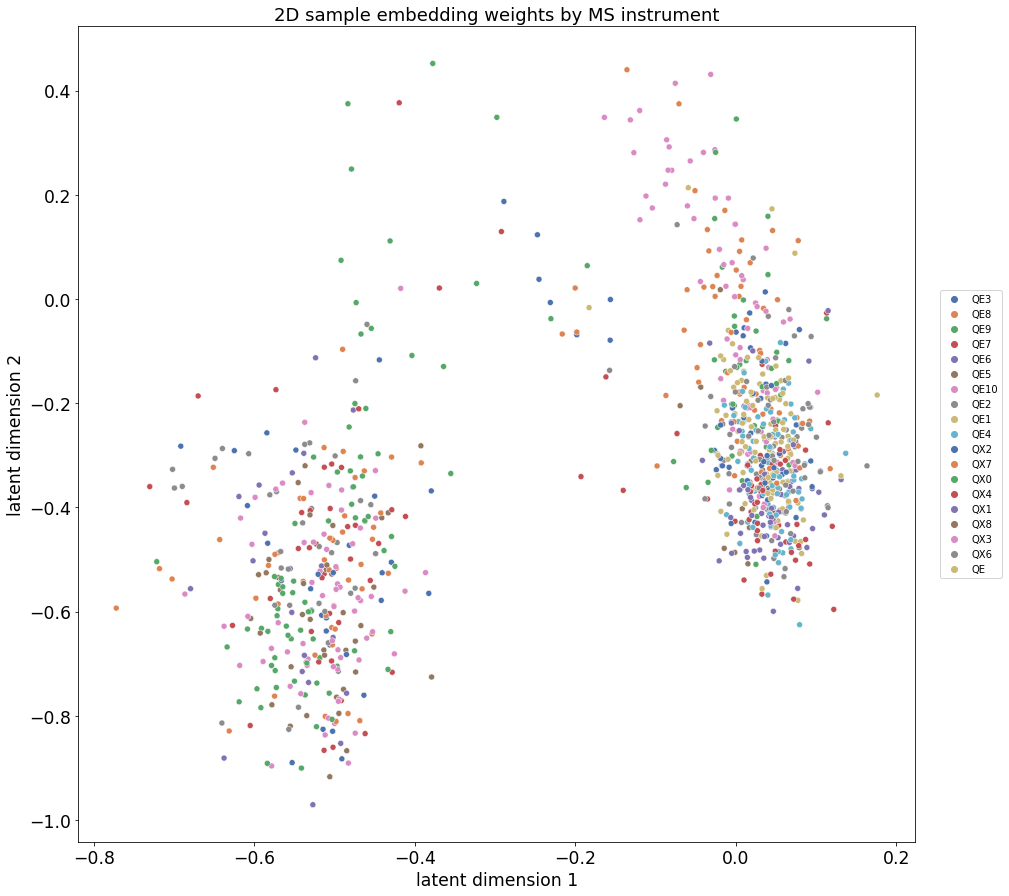 2D sample embedding weights by MS instrument
latent dimension 2
0.4
0.2
0.0
−0.2
−0.4
−0.6
−0.8
−1.0
−0.8
−0.6
−0.4
−0.2
0.0
0.2
latent dimension 1
QE3
QE8
QE9
QE7
QE6
QE5
QE10
QE2
QE1
QE4
QX2
QX7
QX0
QX4
QX1
QX8
QX3
QX6
QE